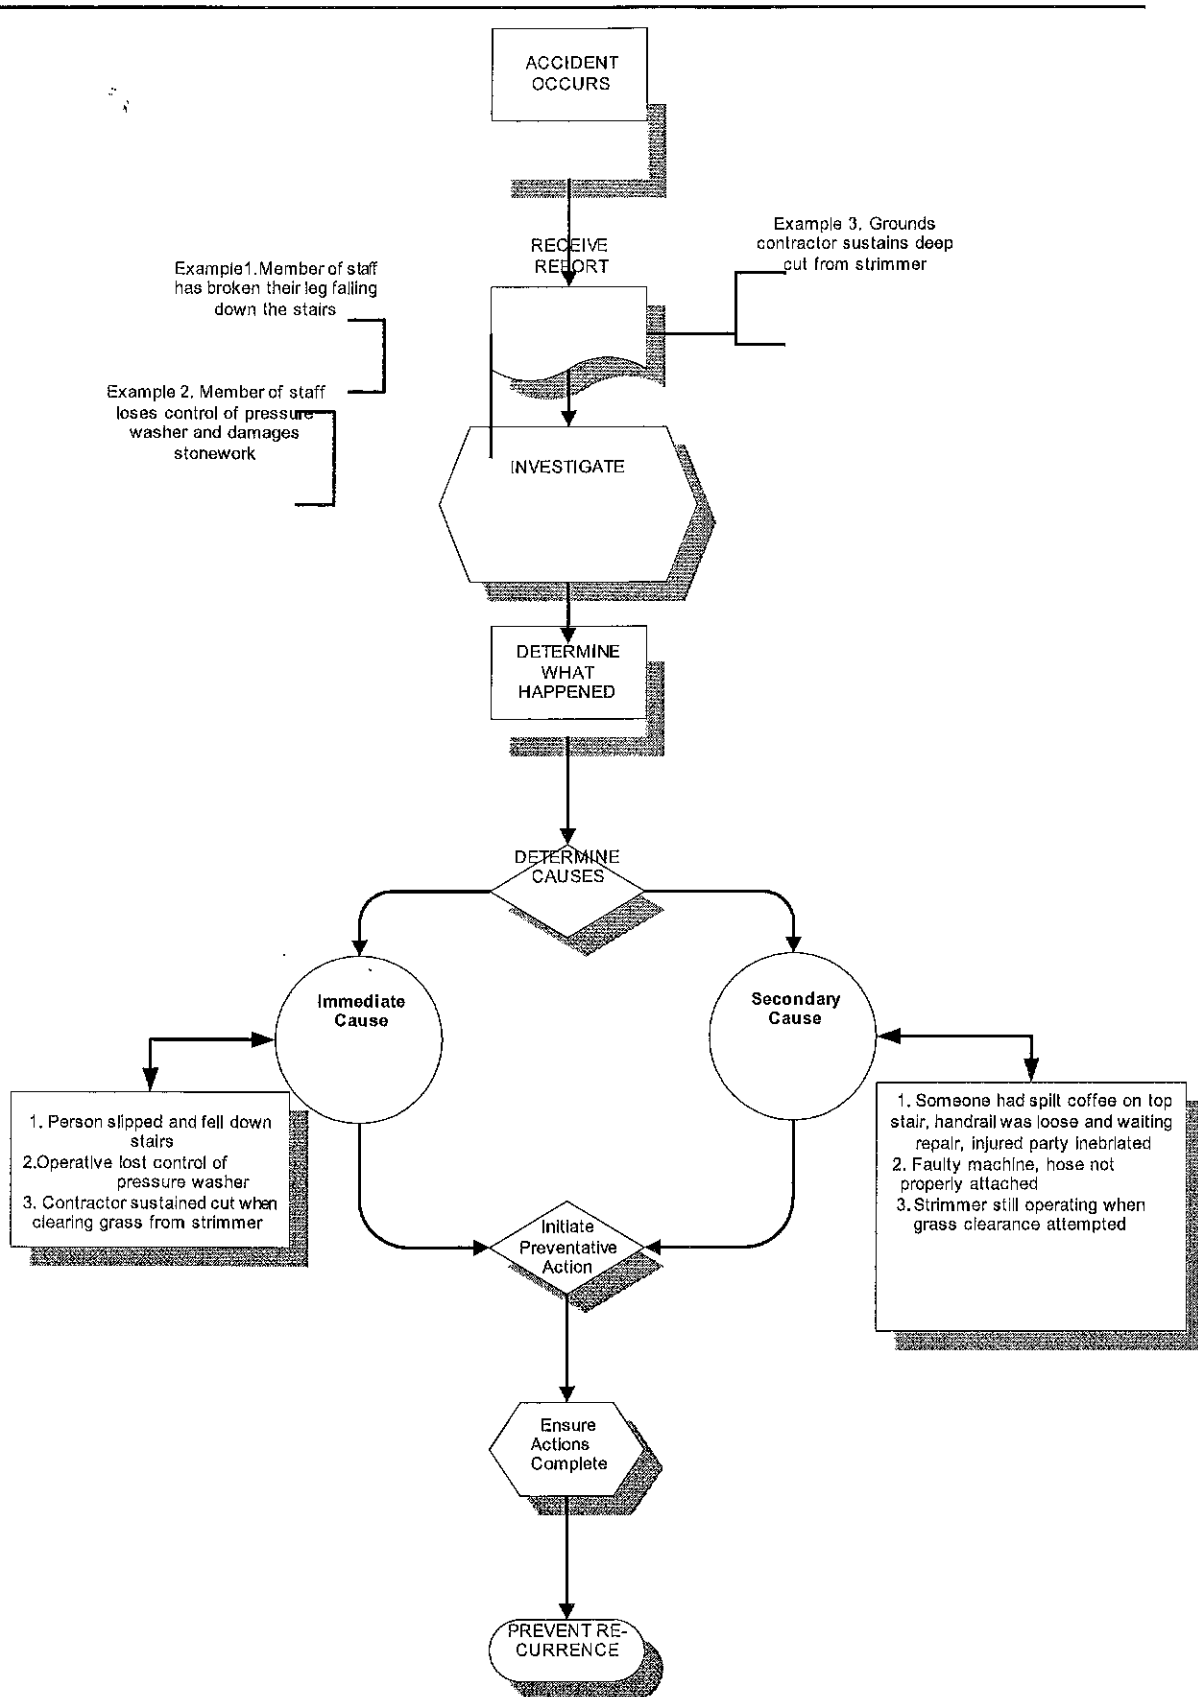 ACCIDENT
OCCURS
RECEIVE
REPORT
Example 3. Grounds
contractor sustains deep
cut from strimmer
Example1.Member of staff
has broken their leg falling
down the stairs
Example 2. Member of staff
loses control of pressure
washer and damages
stonework
INVESTIGATE
DETERMINE
WHAT
HAPPENED
DETERMINE
CAUSES
Immediate
Cause
Secondary
Cause
1. Person slipped and fell down
stairs
2.Operative lost control of
pressure washer
3. Contractor sustained cut when
clearing grass from strimmer
1. Someone had spilt coffee on top
stair, handrail was loose and waiting
repair, injured party inebriated
2. Faulty machine, hose not
properly attached
3. Strimmer still operating when
grass clearance attempted
Initiate
Preventative
Action
Ensure
Actions
Complete
PREVENT RE-
CURRENCE